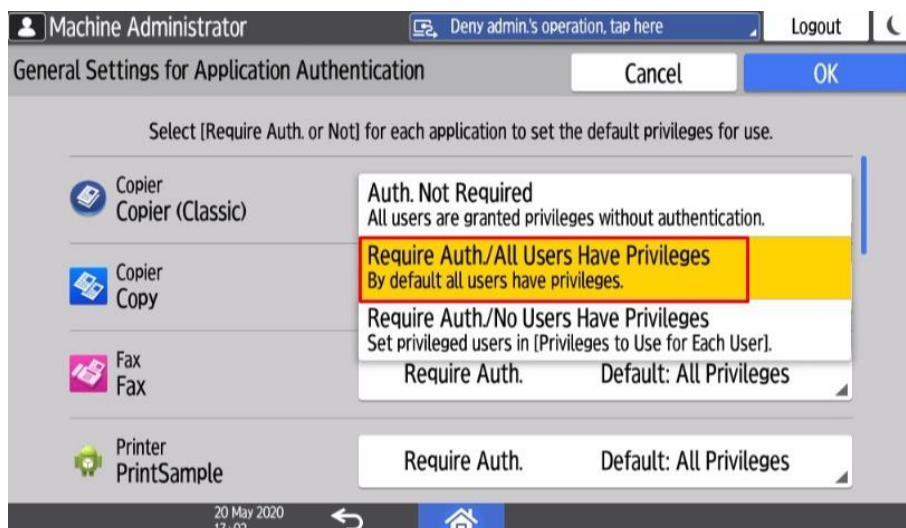 Machine Administrator
Deny admin.'s operation, tap here
Logout
General Settings for Application Authentication
Cancel
OK
Select [Require Auth. or Not] for each application to set the default privileges for use.
Copier
Copier (Classic)
Auth. Not Required
All users are granted privileges without authentication.
Require Auth./All Users Have Privileges
By default all users have privileges.
Copier
Copy
Require Auth./No Users Have Privileges
Set privileged users in [Privileges to Use for Each User].
Fax
Fax
Require Auth. Default: All Privileges
Printer
PrintSample
Require Auth. Default: All Privileges
20 May 2020